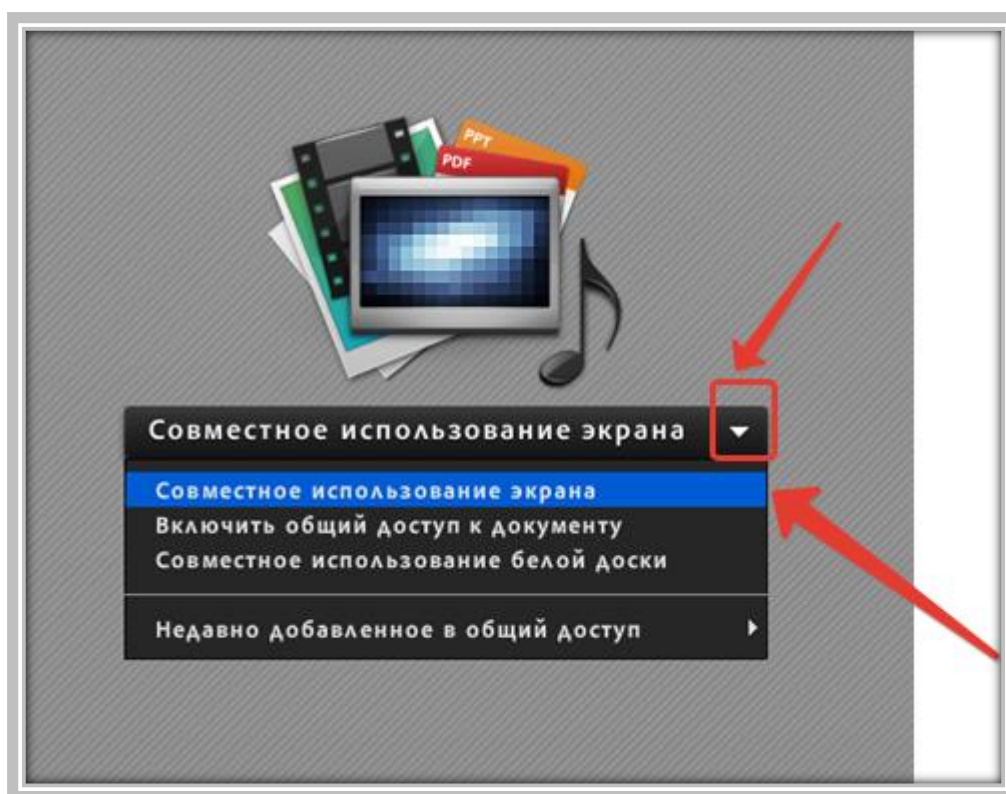 PPT
PDF
Совместное использование экрана
Совместное использование экрана
Включить общий доступ к документу
Совместное использование белой доски
Недавно добавленное в общий доступ